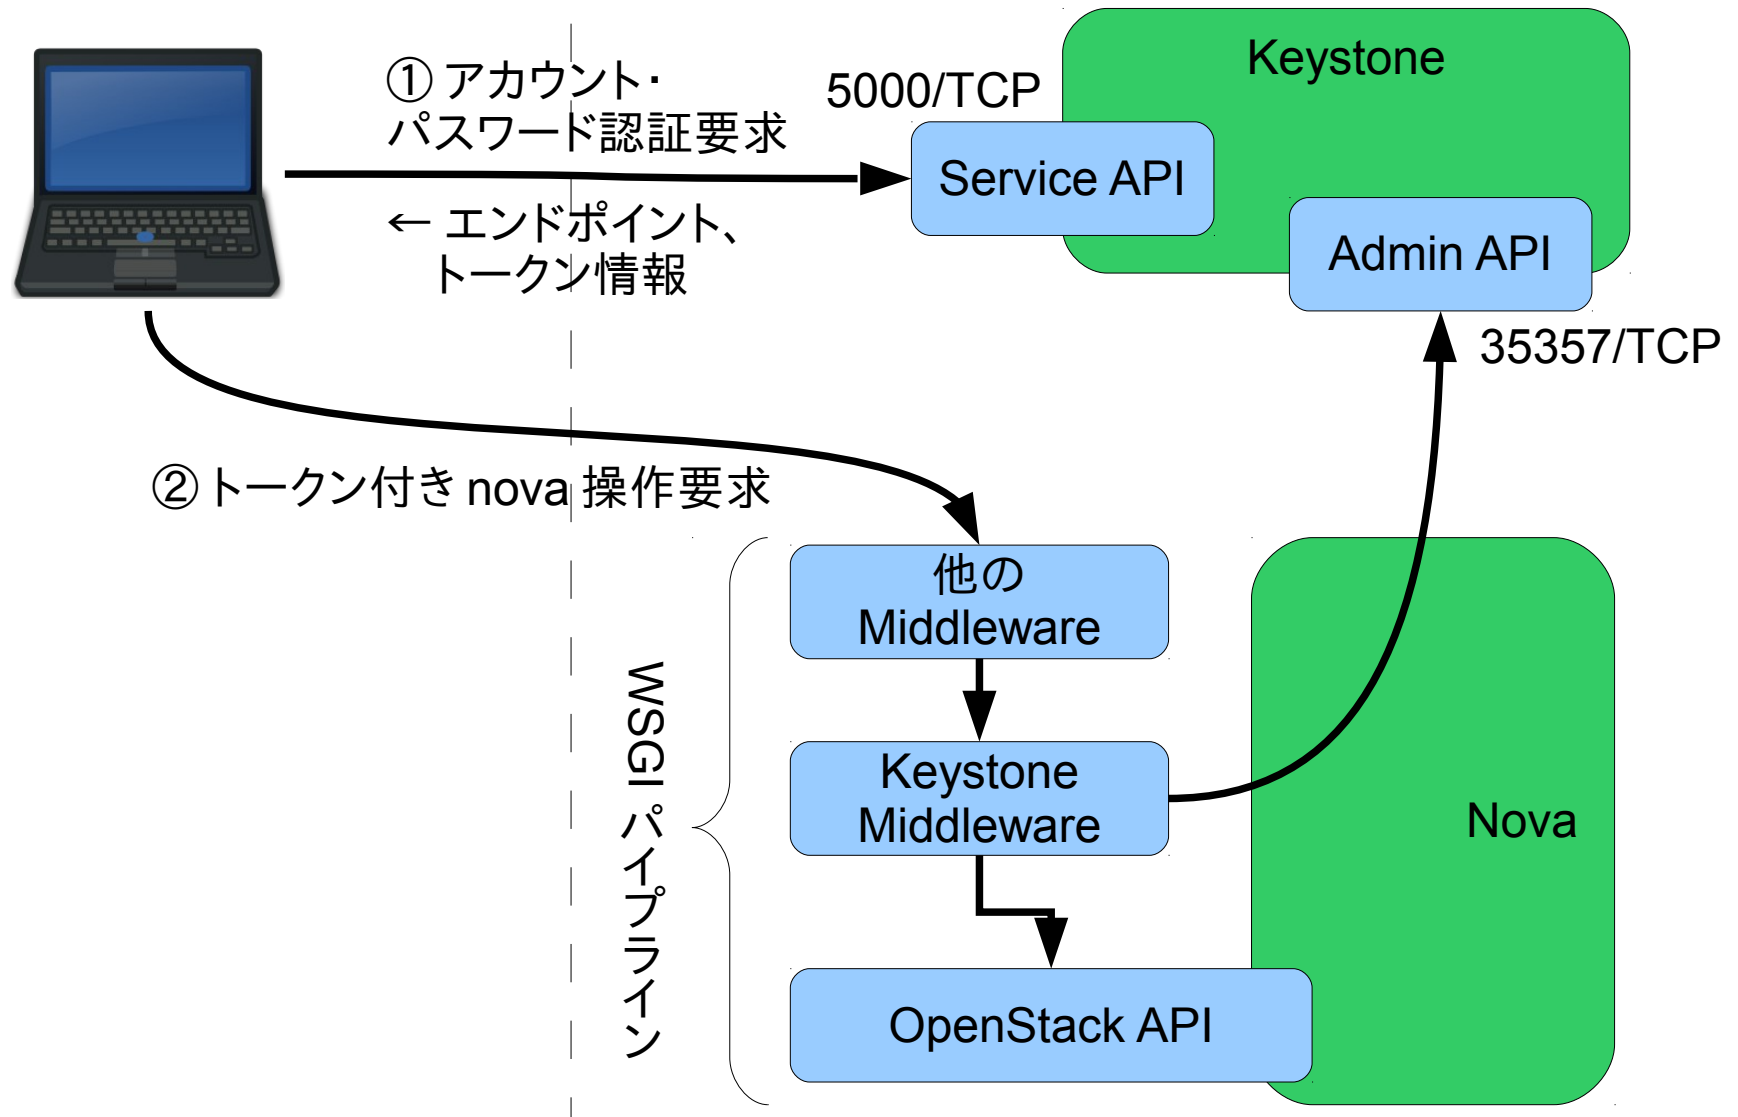 ① アカウント・
パスワード認証要求
← エンドポイント、
トークン情報
5000/TCP
Keystone
Service API
Admin API
35357/TCP
② トークン付き nova 操作要求
他の
Middleware
Keystone
Middleware
OpenStack API
Nova
WSGI パイプライン